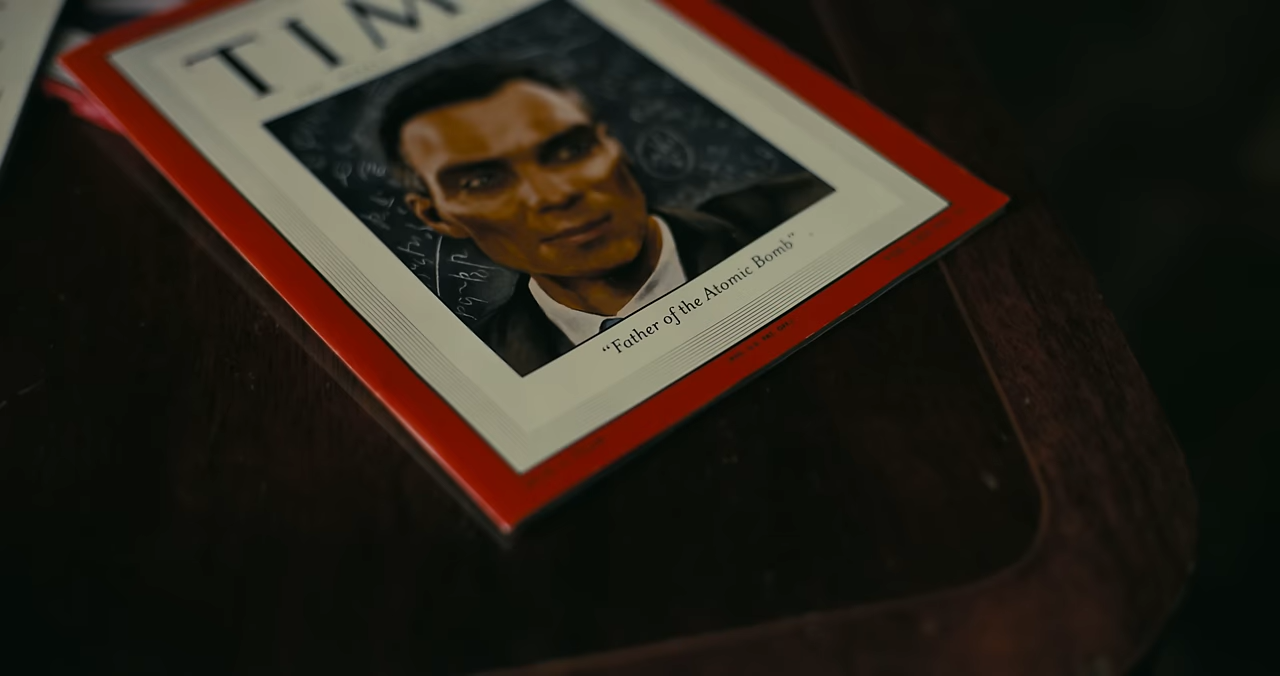 TIM
“Father of the Atomic Bomb”